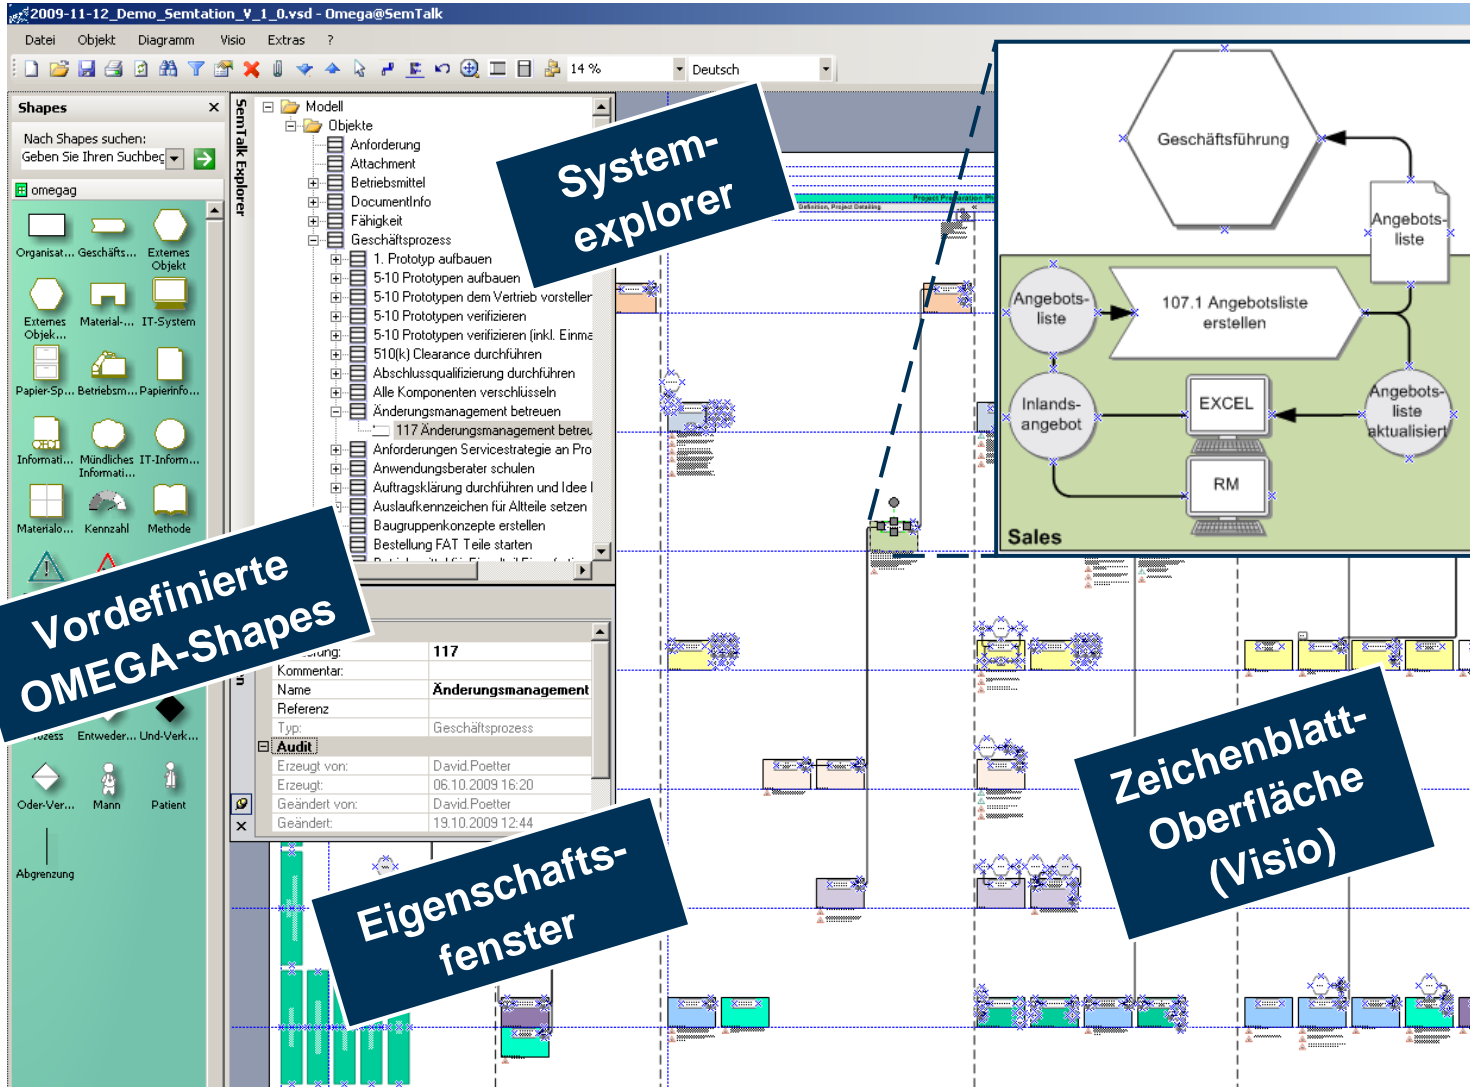 2009-11-12_Demo_Semtation_V_1_0.vsd - Omega@SemTalk
Datei Objekt Diagramm Visio Extras ?
14 % Deutsch
Shapes
Nach Shapes suchen:
Geben Sie Ihren Suchbeg
omegag
Organisat... Geschäfts... Externes Objekt
Externes Objek... Material-... IT-System
Papier-Sp... Betriebsm... Papierinfo...
Informati... Mündliches Informati... IT-Inform...
Materialo... Kennzahl Methode
Entweder... Und-Verk...
Oder-Ver... Mann Patient
Abgrenzung
SemTalk Explorer
Modell
Objekte
Anforderung
Attachment
Betriebsmittel
DocumentInfo
Fähigkeit
Geschäftsprozess
1. Prototyp aufbauen
5-10 Prototypen aufbauen
5-10 Prototypen dem Vertrieb vorstellen
5-10 Prototypen verifizieren
5-10 Prototypen verifizieren (inkl. Einma
510(k) Clearance durchführen
Abschlussqualifizierung durchführen
Alle Komponenten verschlüsseln
Änderungsmanagement betreuen
117 Änderungsmanagement betreu
Anforderungen Servicestrategie an Pro
Anwendungsberater schulen
Auftragsklärung durchführen und Idee
Auslaufkennzeichen für Altteile setzen
Baugruppenkonzepte erstellen
Bestellung FAT Teile starten
117
Kommentar:
Name Änderungsmanagement
Referenz
Typ: Geschäftsprozess
Audit
Erzeugt von: David.Poetter
Erzeugt: 06.10.2009 16:20
Geändert von: David.Poetter
Geändert: 19.10.2009 12:44
System-
explorer
Vordefinierte
OMEGA-Shapes
Eigenschafts-
fenster
Zeichenblatt-
Oberfläche
(Visio)
Project Preparation Ph
Definition, Project Detailing
Geschäftsführung
Angebots-
liste
Angebots-
liste
107.1 Angebotsliste
erstellen
Inlands-
angebot
EXCEL
Angebots-
liste
aktualisiert
RM
Sales